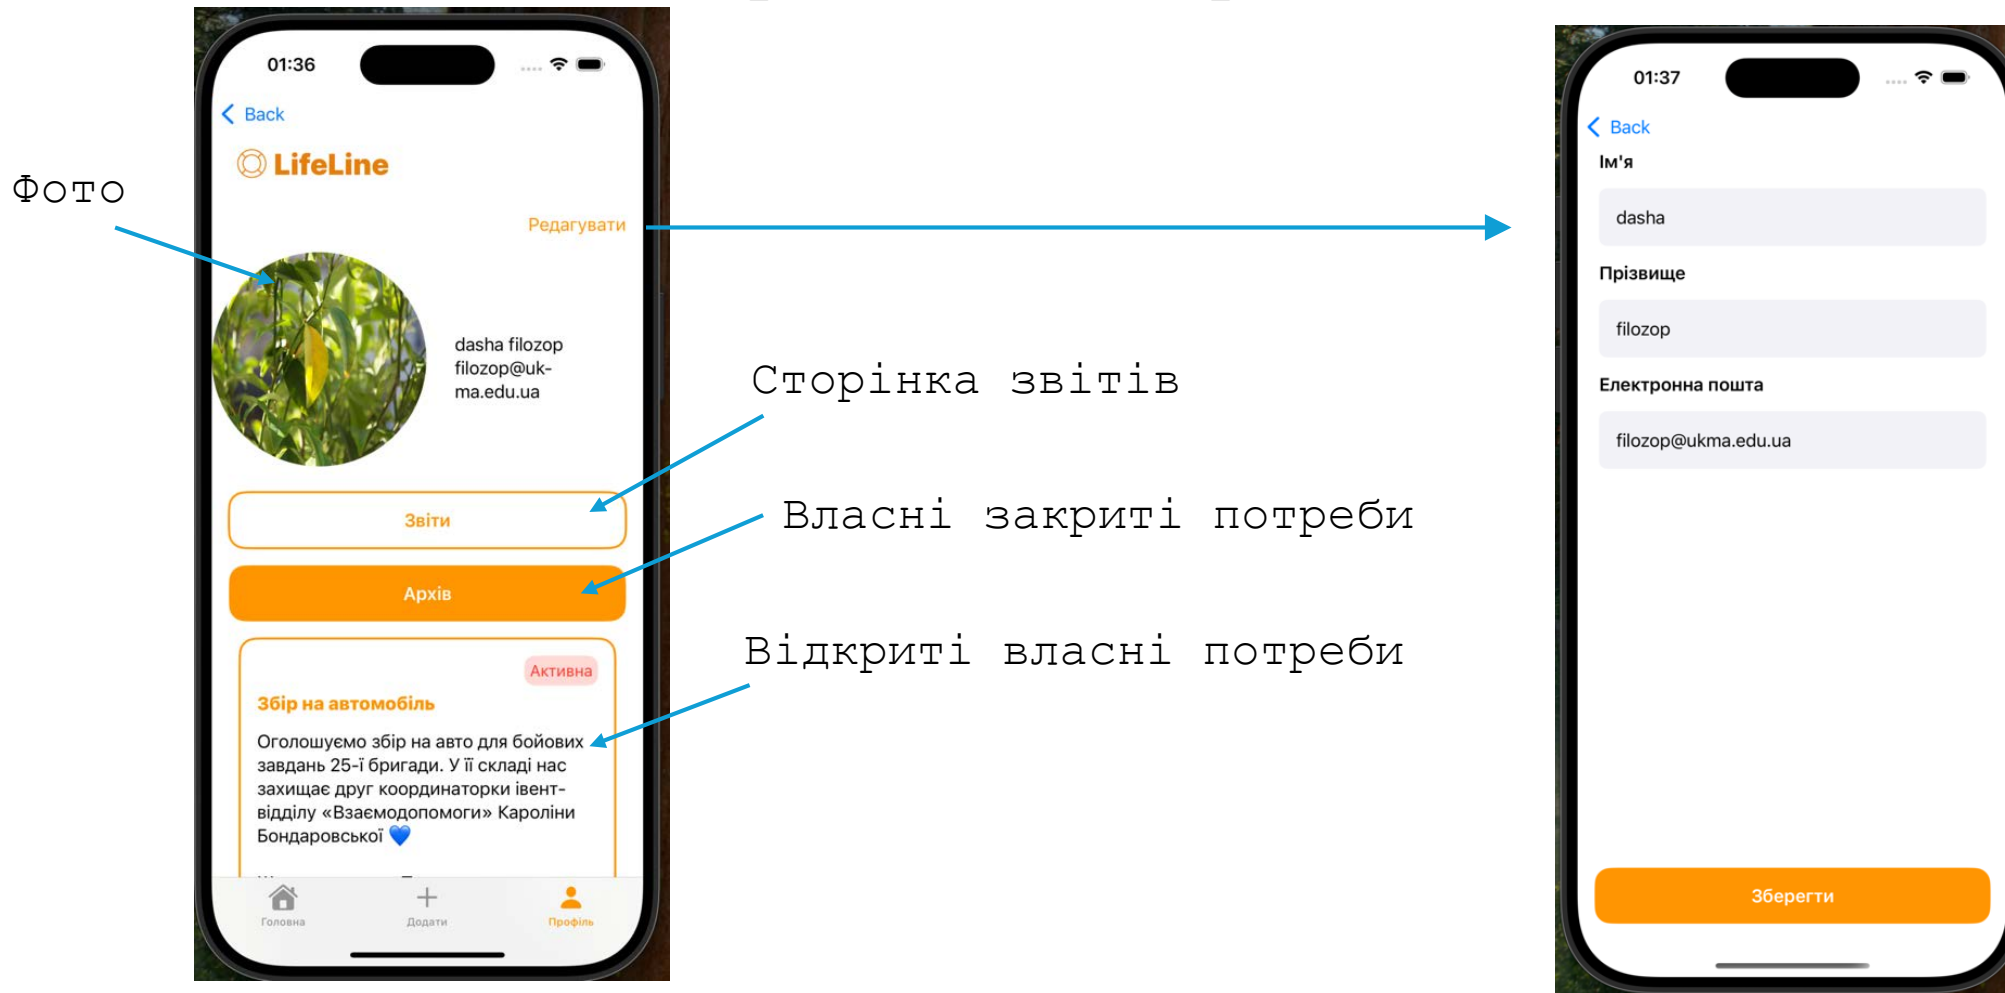 Фото
01:36
Back
LifeLine
Редагувати
dasha filozop
filozop@uk-
ma.edu.ua
Звіти
Архів
Активна
Збір на автомобіль
Оголошуємо збір на авто для бойових
завдань 25-ї бригади. У її складі нас
захищає друг координаторки івент-
відділу «Взаємодопомоги» Кароліни
Бондаровської 💙
Головна
Додати
Профіль
Сторінка звітів
Власні закриті потреби
Відкриті власні потреби
01:37
Back
Ім'я
dasha
Прізвище
filozop
Електронна пошта
filozop@ukma.edu.ua
Зберегти